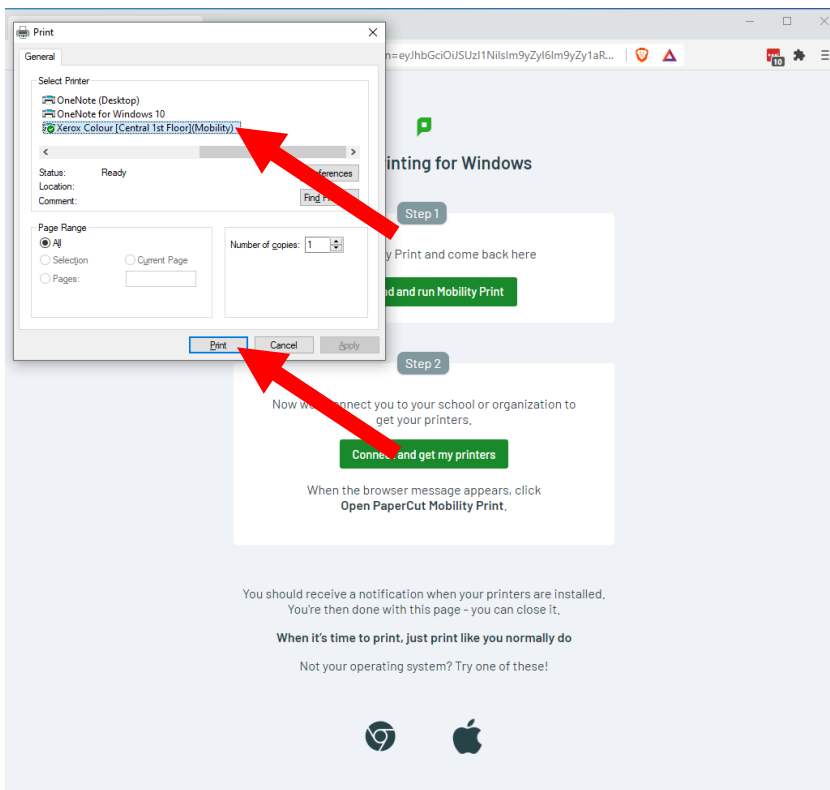 Print
General
Select Printer
OneNote (Desktop)
OneNote for Windows 10
Xerox Colour [Central 1st Floor](Mobility)
Status: Ready
Location:
Comment:
Find
Page Range
All
Selection Current Page
Pages:
Number of copies: 1
Print Cancel Apply
n=eyJhbGciOiJSUzI1NiIsIm9yZyI6Im9yZy1aR...
10
inting for Windows
Step 1
y Print and come back here
d and run Mobility Print
Step 2
Now we connect you to your school or organization to
get your printers.
Connect and get my printers
When the browser message appears, click
Open PaperCut Mobility Print.
You should receive a notification when your printers are installed.
You're then done with this page - you can close it.
When it's time to print, just print like you normally do
Not your operating system? Try one of these!